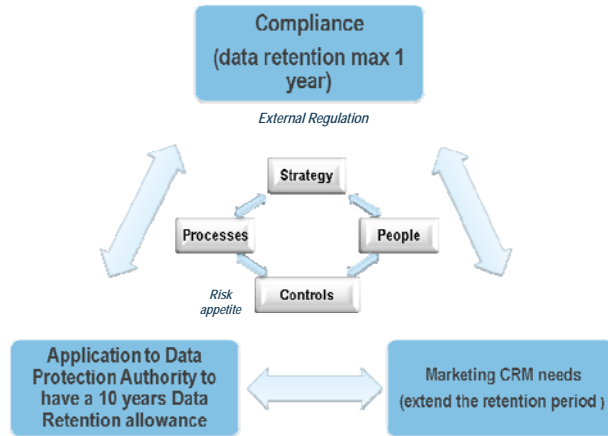 Compliance
(data retention max 1
year)
External Regulation
Strategy
Processes
People
Risk
appetite
Controls
Application to Data
Protection Authority to
have a 10 years Data
Retention allowance
Marketing CRM needs
(extend the retention period )